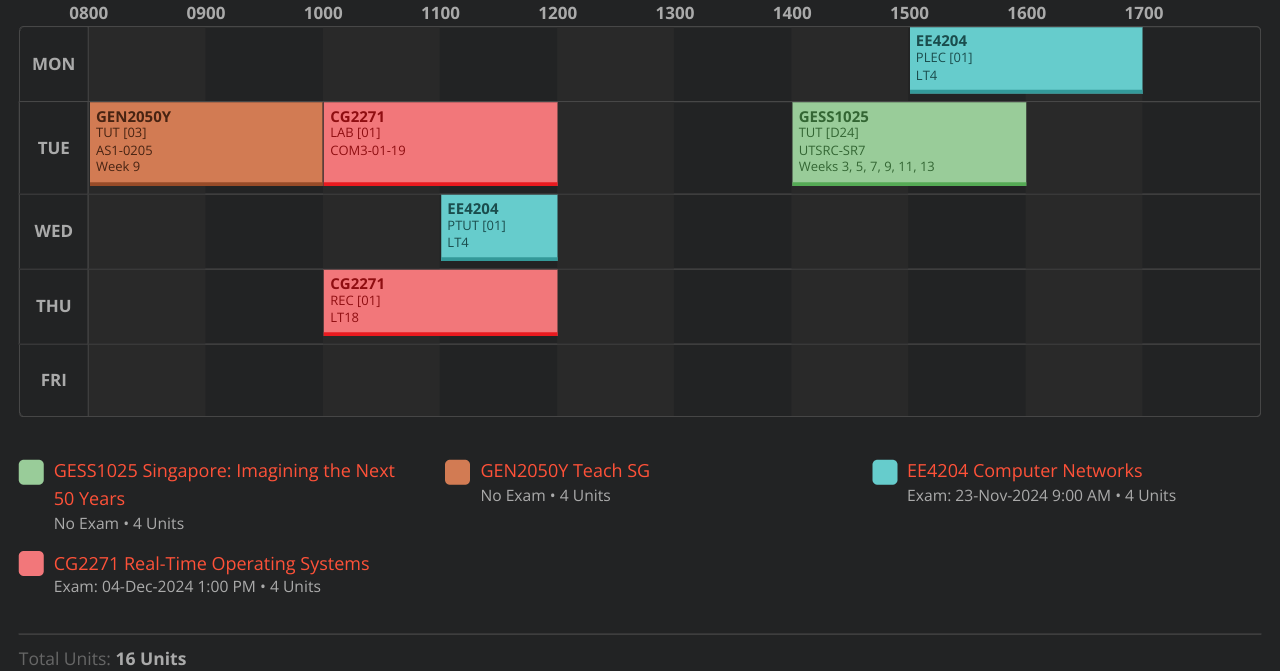 0800 0900 1000 1100 1200 1300 1400 1500 1600 1700
MON
EE4204
PLEC [01]
LT4
TUE
GEN2050Y
TUT [03]
AS1-0205
Week 9
CG2271
LAB [01]
COM3-01-19
GESS1025
TUT [D24]
UTSRC-SR7
Weeks 3, 5, 7, 9, 11, 13
WED
EE4204
PTUT [01]
LT4
THU
CG2271
REC [01]
LT18
FRI
GESS1025 Singapore: Imagining the Next
50 Years
No Exam • 4 Units
GEN2050Y Teach SG
No Exam • 4 Units
EE4204 Computer Networks
Exam: 23-Nov-2024 9:00 AM • 4 Units
CG2271 Real-Time Operating Systems
Exam: 04-Dec-2024 1:00 PM • 4 Units
Total Units: 16 Units